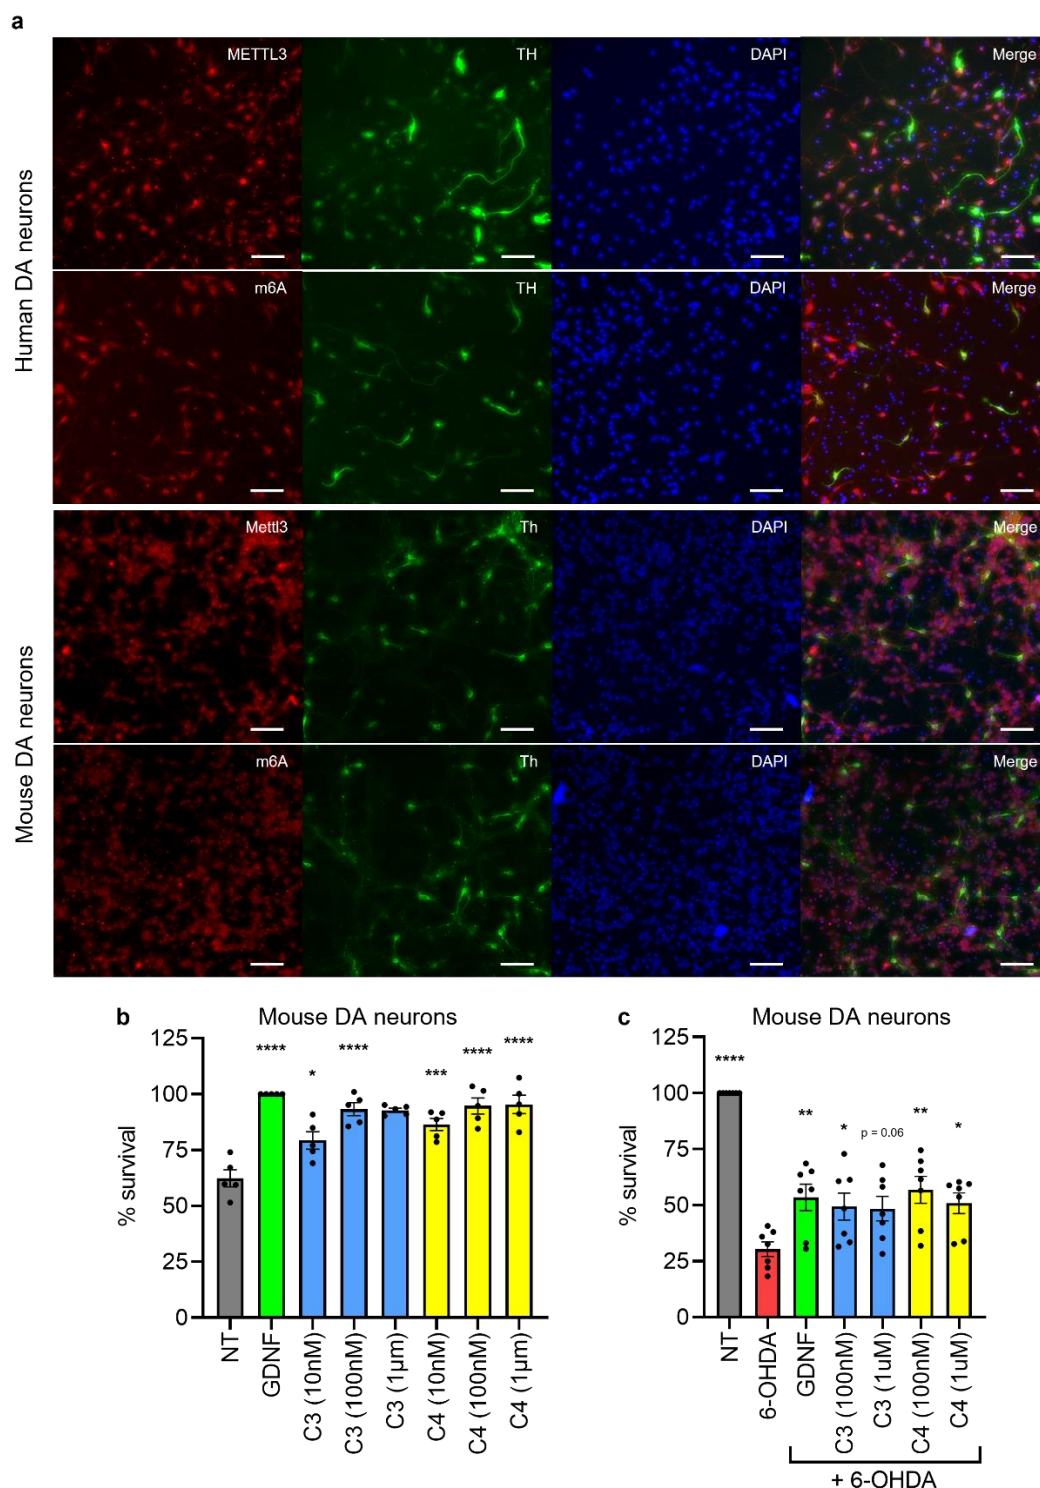 a
Human DA neurons
METTL3 TH DAPI Merge
m6A TH DAPI Merge
Mouse DA neurons
Mettl3 Th DAPI Merge
m6A Th DAPI Merge
b
Mouse DA neurons
% survival
125
100
75
50
25
0
****
*
****
***
****
****
NT
GDNF
C3 (10nM)
C3 (100nM)
C3 (1µm)
C4 (10nM)
C4 (100nM)
C4 (1µm)
c
Mouse DA neurons
% survival
125
100
75
50
25
0
****
**
*
p = 0.06
**
*
NT
6-OHDA
GDNF
C3 (100nM)
C3 (1uM)
C4 (100nM)
C4 (1uM)
+ 6-OHDA